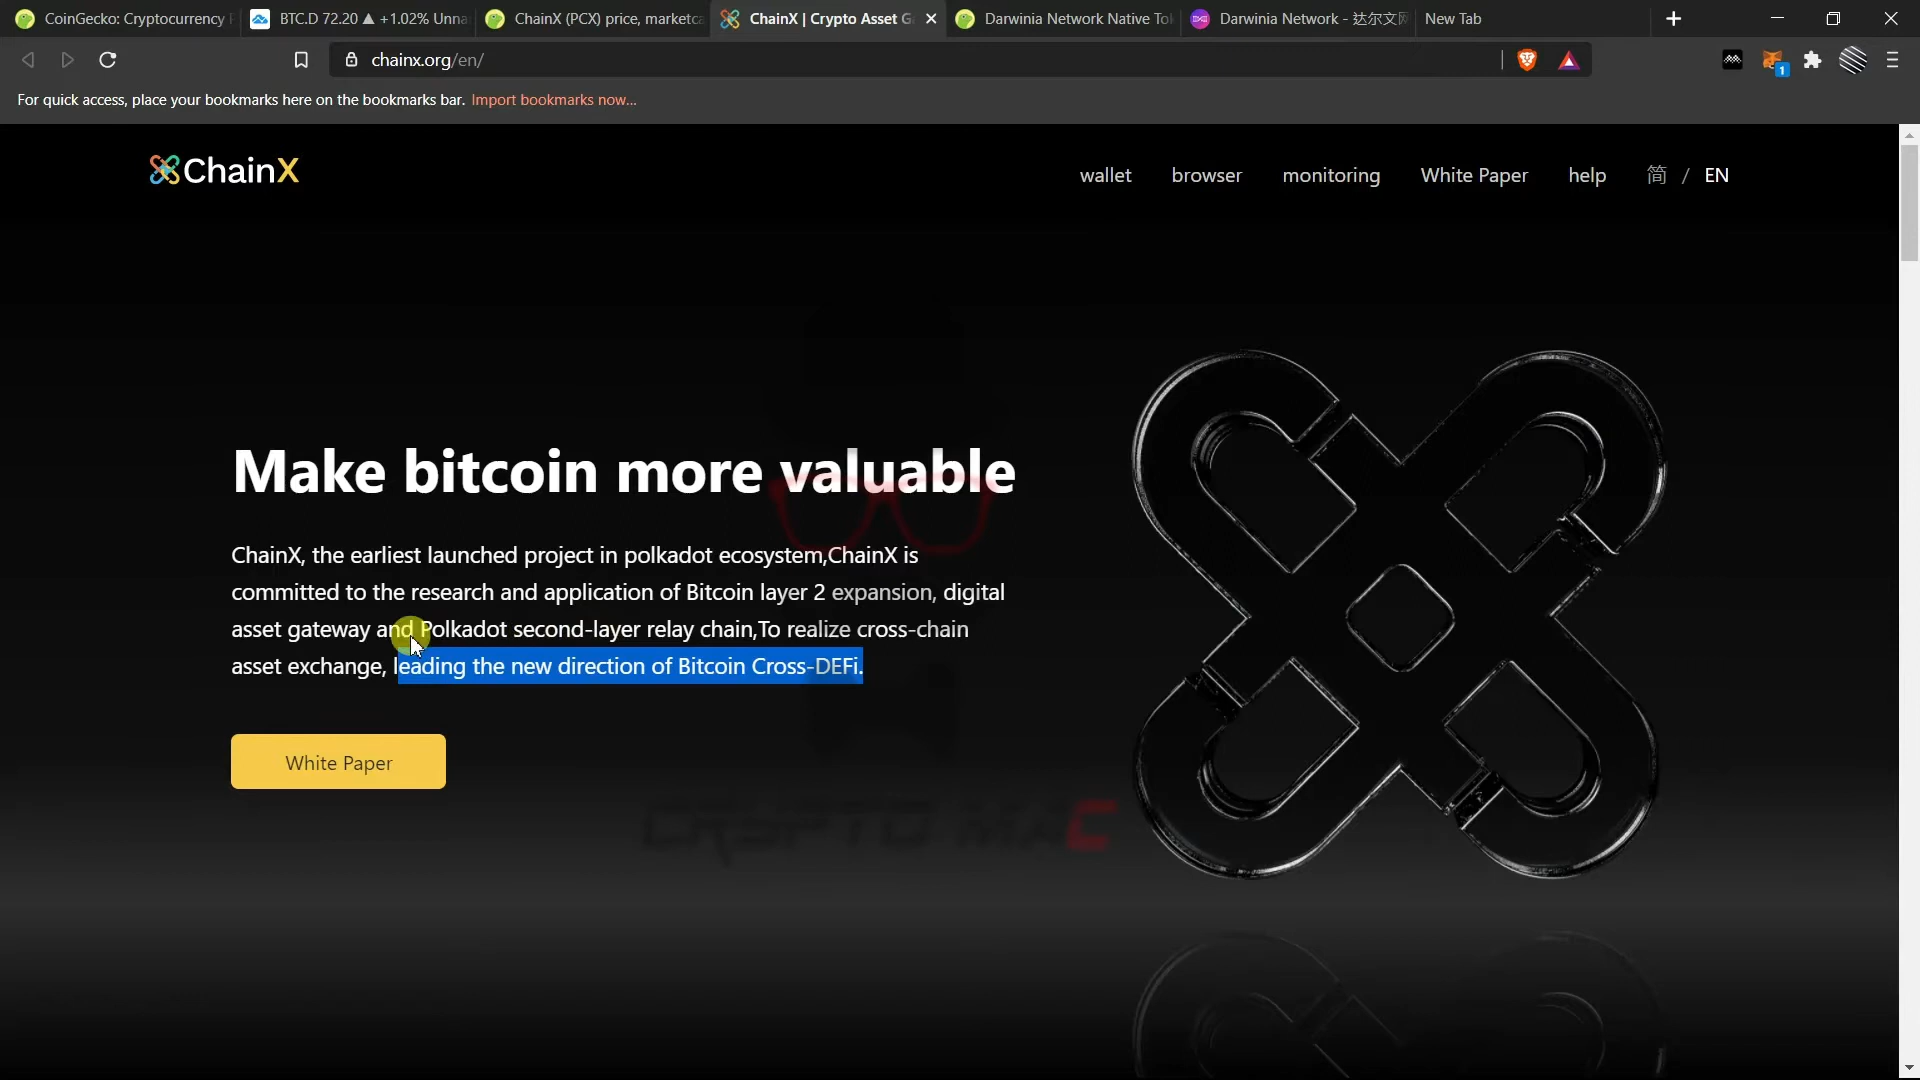 CoinGecko: Cryptocurrency
BTC.D 72.20 ▲ +1.02% Unna
ChainX (PCX) price, marketca
ChainX | Crypto Asset G
Darwinia Network Native Tok
Darwinia Network - 达尔文网
New Tab
chainx.org/en/
1
For quick access, place your bookmarks here on the bookmarks bar. Import bookmarks now...
ChainX
wallet
browser
monitoring
White Paper
help
简 / EN
Make bitcoin more valuable
ChainX, the earliest launched project in polkadot ecosystem,ChainX is
committed to the research and application of Bitcoin layer 2 expansion, digital
asset gateway and Polkadot second-layer relay chain,To realize cross-chain
asset exchange, leading the new direction of Bitcoin Cross-DEFi.
White Paper